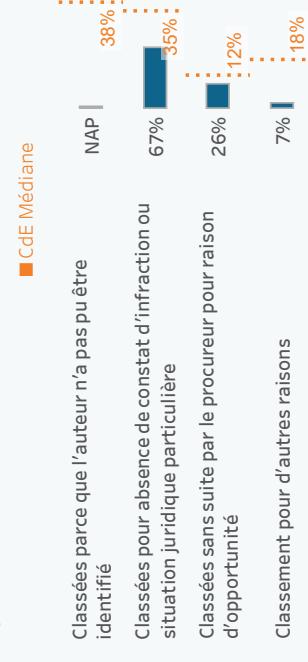 CdE Médiane
Classées parce que l'auteur n'a pas pu être
identifié
NAP
38%
Classées pour absence de constat d'infraction ou
situation juridique particulière
67%
35%
Classées sans suite par le procureur pour raison
d'opportunité
26%
12%
Classement pour d'autres raisons
7%
18%